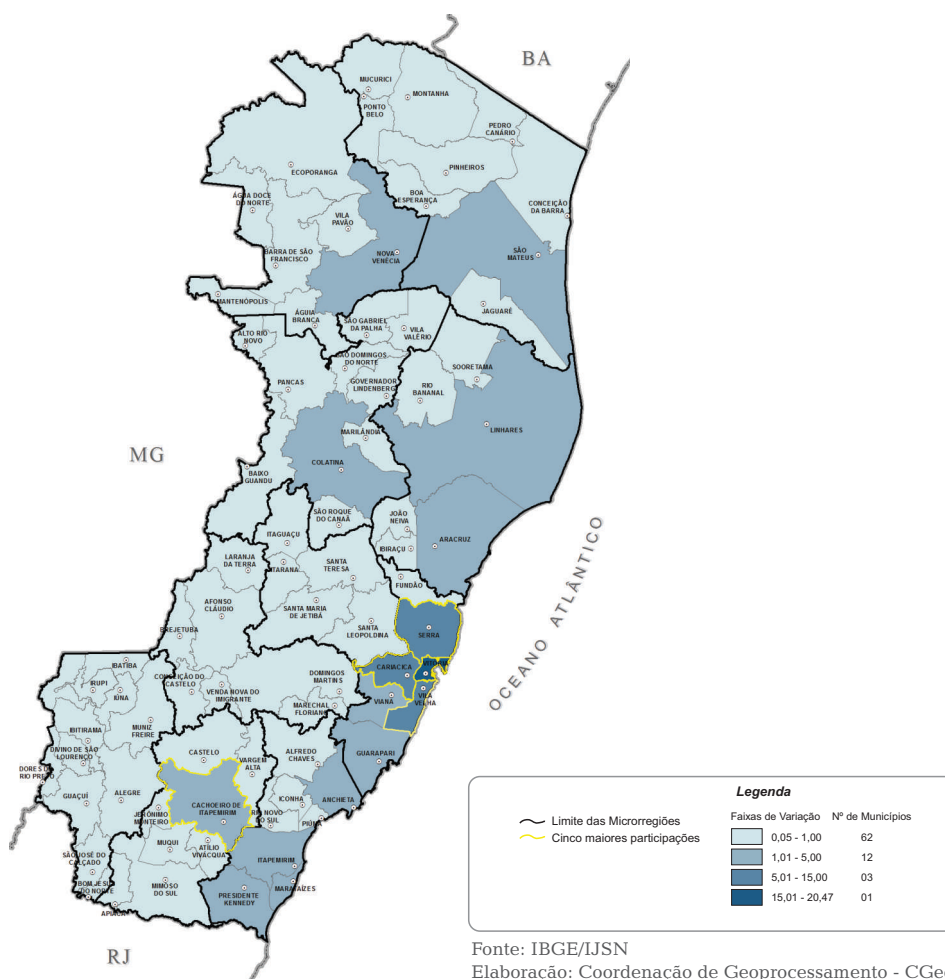 BA
MUCURICI
MONTANHA
PONTO
BELO
PEDRO
CANÁRIO
ECOPORANGA
PINHEIROS
ÁGUA DOCE
DO NORTE
BOA
ESPERANÇA
CONCEIÇÃO
DA BARRA
VILA
PAVÃO
BARRA DE SÃO
FRANCISCO
NOVA
VENÉCIA
SÃO
MATEUS
MANTENÓPOLIS
ÁGUIA
BRANCA
SÃO GABRIEL
DA PALHA
VILA
VALÉRIO
JAGUARÉ
ALTO RIO
NOVO
SÃO DOMINGOS
DO NORTE
SOORETAMA
PANCAS
GOVERNADOR
LINDENBERG
RIO
BANANAL
MARILÂNDIA
LINHARES
MG
COLATINA
BAIXO
GUANDU
SÃO ROQUE
DO CANAÃ
JOÃO
NEIVA
ITAGUAÇU
IBIRAÇU
ARACRUZ
LARANJA
DA TERRA
ITARANA
SANTA
TERESA
FUNDÃO
OCEANO ATLÂNTICO
AFONSO
CLÁUDIO
SANTA MARIA
DE JETIBÁ
BREJETUBA
SANTA
LEOPOLDINA
SERRA
IBATIBA
CARIACICA
VITÓRIA
IRUPI
IÚNA
CONCEIÇÃO DO
CASTELO
VENDA NOVA DO
IMIGRANTE
DOMINGOS
MARTINS
VIANA
VILA
VELHA
MARECHAL
FLORIANO
IBITIRAMA
MUNIZ
FREIRE
DIVINO DE SÃO
LOURENÇO
CASTELO
VARGEM
ALTA
ALFREDO
CHAVES
GUARAPARI
DORES DO
RIO PRETO
GUAÇUÍ
ALEGRE
CACHOEIRO DE
ITAPEMIRIM
ICONHA
ANCHIETA
JERÔNIMO
MONTEIRO
RIO NOVO
DO SUL
PIÚMA
MUQUI
ATÍLIO
VIVACQUA
SÃO JOSÉ DO
CALÇADO
ITAPEMIRIM
BOM JESUS
DO NORTE
MIMOSO
DO SUL
PRESIDENTE
KENNEDY
MARATAÍZES
APIACÁ
RJ
Legenda
Limite das Microrregiões
Cinco maiores participações
Faixas de Variação Nº de Municípios
0,05 - 1,00 62
1,01 - 5,00 12
5,01 - 15,00 03
15,01 - 20,47 01
Fonte: IBGE/IJSN
Elaboração: Coordenação de Geoprocessamento - CGe